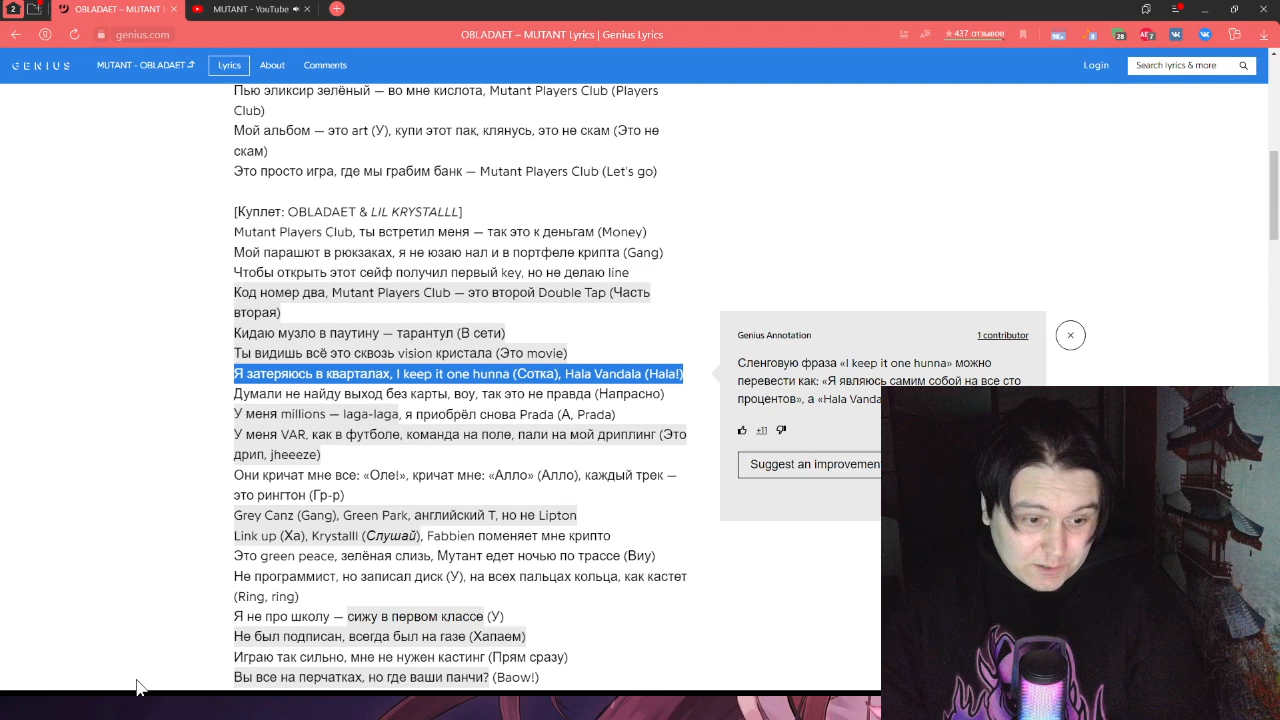 2
OBLADAET – MUTANT L
MUTANT - YouTube
genius.com
OBLADAET – MUTANT Lyrics | Genius Lyrics
★ 437 отзывов
28
GENIUS
MUTANT - OBLADAET
Lyrics
About
Comments
Login
Search lyrics & more
Пью эликсир зелёный — во мне кислота, Mutant Players Club (Players
Club)
Мой альбом — это art (У), купи этот пак, клянусь, это не скам (Это не
скам)
Это просто игра, где мы грабим банк — Mutant Players Club (Let's go)
[Куплет: OBLADAET & LIL KRYSTALLL]
Mutant Players Club, ты встретил меня — так это к деньгам (Money)
Мой парашют в рюкзаках, я не юзаю нал и в портфеле крипта (Gang)
Чтобы открыть этот сейф получил первый key, но не делаю line
Код номер два, Mutant Players Club — это второй Double Tap (Часть
вторая)
Кидаю музло в паутину — тарантул (В сети)
Ты видишь всё это сквозь vision кристала (Это movie)
Я затеряюсь в кварталах, I keep it one hunna (Сотка), Hala Vandala (Hala!)
Думали не найду выход без карты, воу, так это не правда (Напрасно)
У меня millions — laga-laga, я приобрёл снова Prada (А, Prada)
У меня VAR, как в футболе, команда на поле, пали на мой дриплинг (Это
дрип, jheeeze)
Они кричат мне все: «Оле!», кричат мне: «Алло» (Алло), каждый трек —
это рингтон (Гр-р)
Grey Canz (Gang), Green Park, английский T, но не Lipton
Link up (Ха), Krystalll (Слушай), Fabbien поменяет мне крипто
Это green peace, зелёная слизь, Мутант едет ночью по трассе (Виу)
Не программист, но записал диск (У), на всех пальцах кольца, как кастет
(Ring, ring)
Я не про школу — сижу в первом классе (У)
Не был подписан, всегда был на газе (Хапаем)
Играю так сильно, мне не нужен кастинг (Прям сразу)
Вы все на перчатках, но где ваши панчи? (Baow!)
Genius Annotation
1 contributor
Сленговую фраза «I keep it one hunna» можно
перевести как: «Я являюсь самим собой на все сто
процентов», а «Hala Vanda
+11
Suggest an improvemen